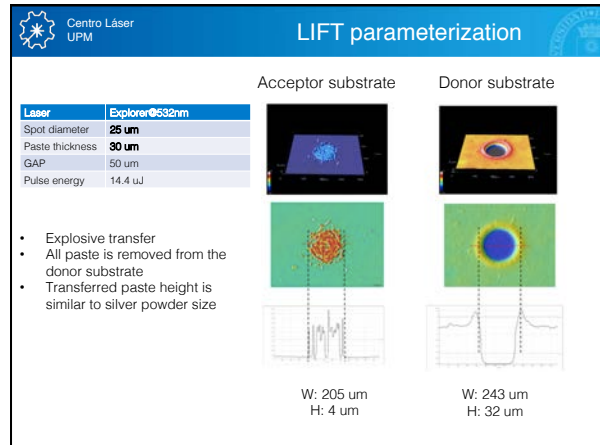 Centro Láser
UPM
LIFT parameterization
Acceptor substrate
Donor substrate
Laser Explorer@532nm
Spot diameter 25 um
Paste thickness 30 um
GAP 50 um
Pulse energy 14.4 uJ
• Explosive transfer
• All paste is removed from the
donor substrate
• Transferred paste height is
similar to silver powder size
W: 205 um
H: 4 um
W: 243 um
H: 32 um